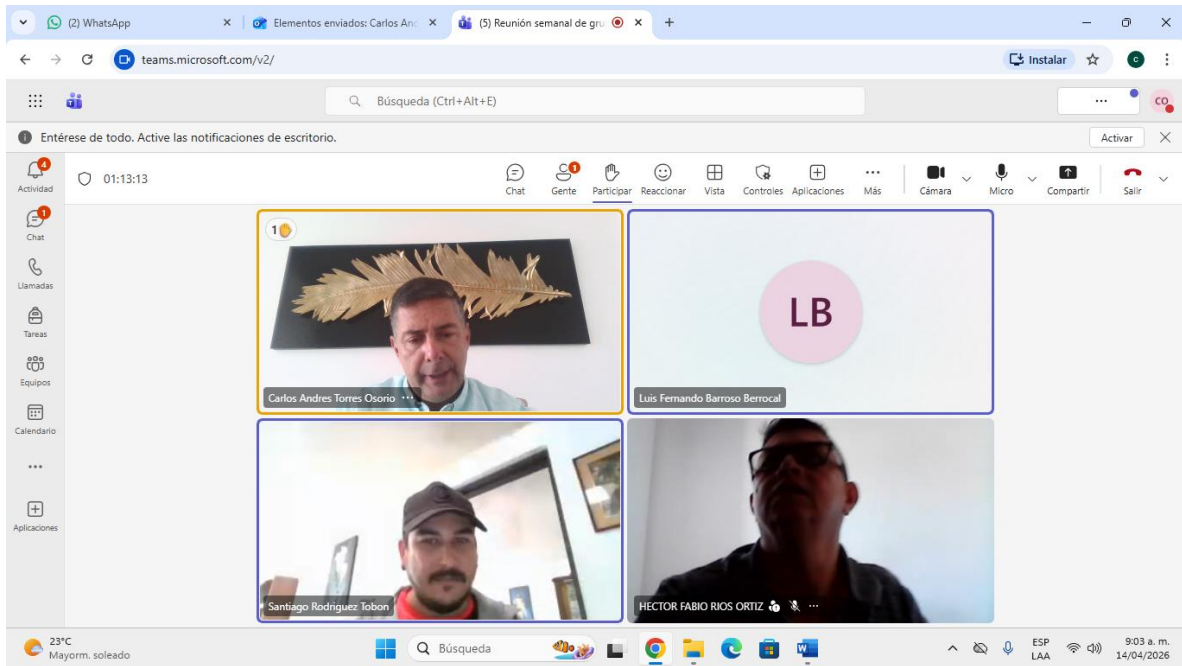 (2) WhatsApp
Elementos enviados: Carlos Anc
(5) Reunión semanal de gru
teams.microsoft.com/v2/
Instalar
c
Búsqueda (Ctrl+Alt+E)
CO
Entérese de todo. Active las notificaciones de escritorio.
Activar
4
Actividad
01:13:13
Chat
1
Gente
Participar
Reaccionar
Vista
Controles
Aplicaciones
Más
Cámara
Micro
Compartir
Salir
1
Chat
Llamadas
Tareas
Equipos
Calendario
Aplicaciones
1
Carlos Andres Torres Osorio
LB
Luis Fernando Barroso Berrocal
Santiago Rodriguez Tobon
HECTOR FABIO RIOS ORTIZ
23°C
Mayorm. soleado
Búsqueda
ESP
LAA
9:03 a. m.
14/04/2026